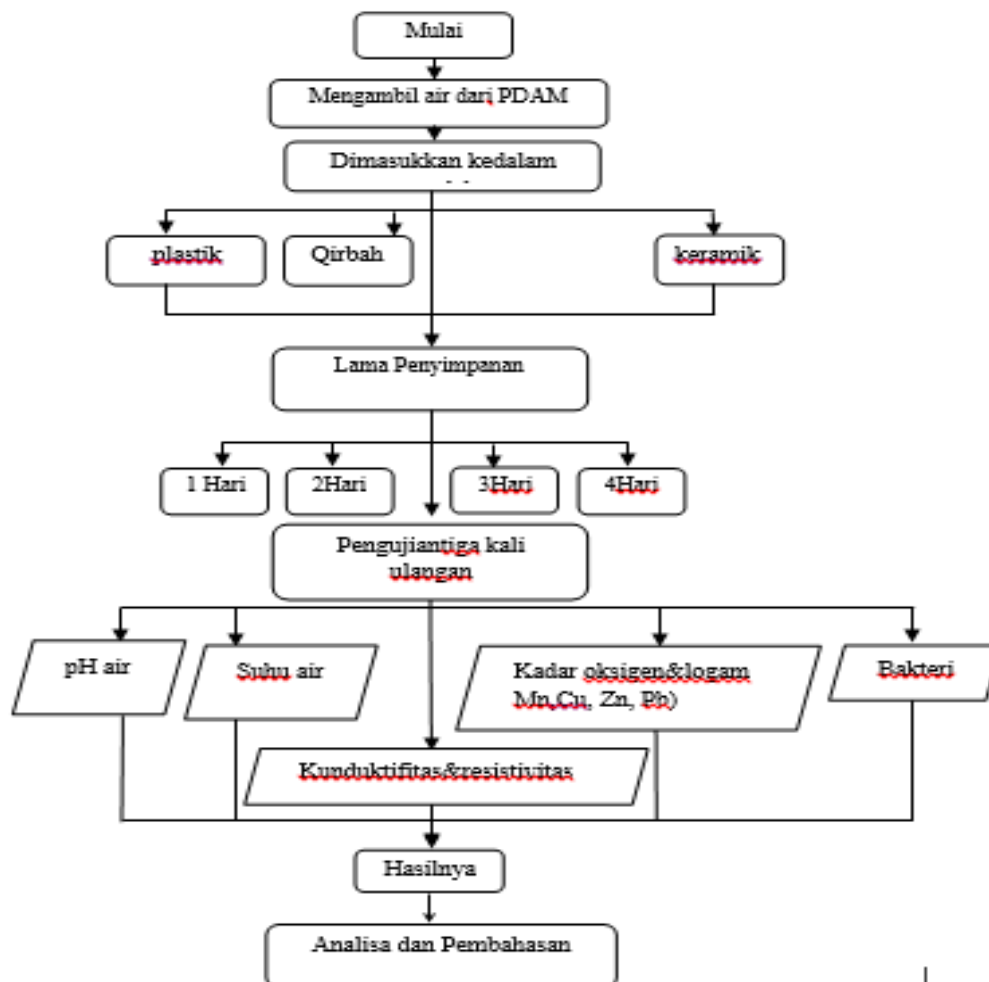 Mulai
Mengambil air dari PDAM
Dimasukkan kedalam
plastik
Qirbah
keramik
Lama Penyimpanan
1 Hari
2Hari
3Hari
4Hari
Pengujiantiga kali
ulangan
pH air
Suhu air
Kadar oksigen&logam
Mn,Cu, Zn, Pb)
Bakteri
Kunduktifitas&resistivitas
Hasilnya
Analisa dan Pembahasan